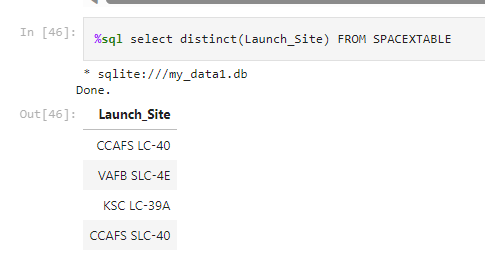 In [46]: %sql select distinct(Launch_Site) FROM SPACEXTABLE
* sqlite:///my_data1.db
Done.
Out[46]: Launch_Site
CCAFS LC-40
VAFB SLC-4E
KSC LC-39A
CCAFS SLC-40